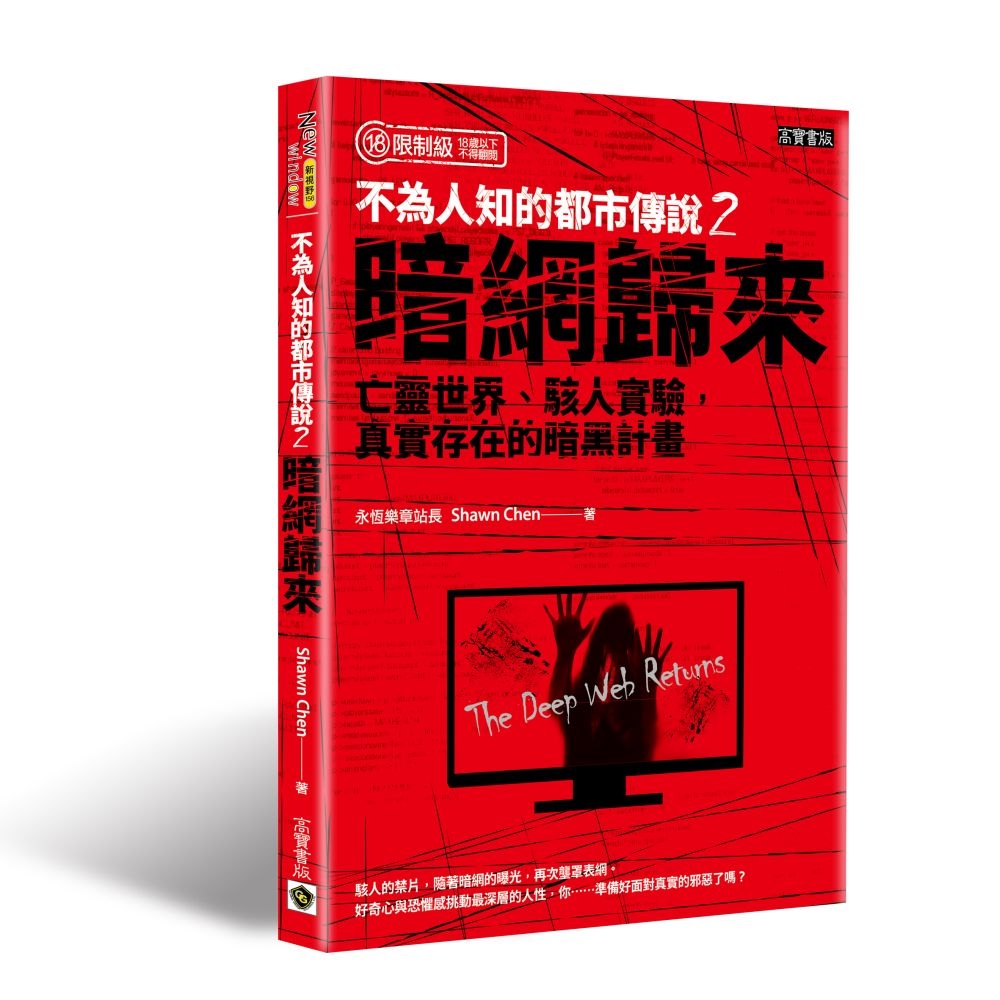 New
window
新視野
156
不為人知的都市傳說2
暗網歸來
Shawn Chen
著
高寶書版
18 限制級 18歲以下
不得翻閱
高寶書版
不為人知的都市傳說2
暗網歸來
亡靈世界、駭人實驗，
真實存在的暗黑計畫
永恆樂章站長 Shawn Chen——著
The Deep Web Returns
駭人的禁片，隨著暗網的曝光，再次襲罩表網。
好奇心與恐懼感挑動最深層的人性，你……準備好面對真實的邪惡了嗎？